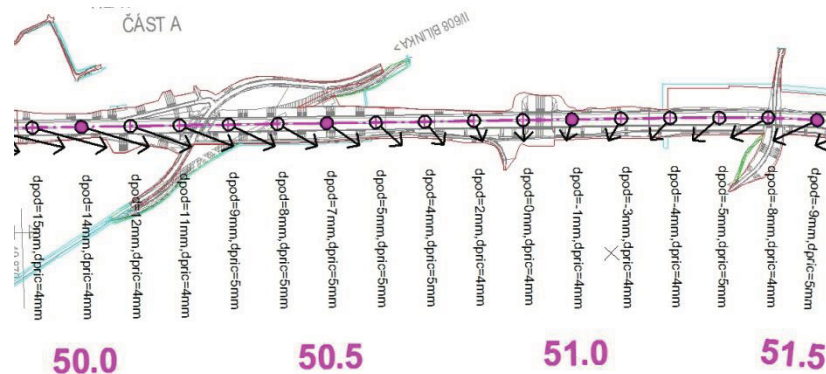 ČÁST A
II/608 BÍLINKA>
dpod=15mm,dpric=4mm
dpod=14mm,dpric=4mm
dpod=12mm,dpric=4mm
dpod=11mm,dpric=4mm
dpod=9mm,dpric=5mm
dpod=8mm,dpric=5mm
dpod=7mm,dpric=5mm
dpod=5mm,dpric=5mm
dpod=4mm,dpric=5mm
dpod=2mm,dpric=4mm
dpod=0mm,dpric=4mm
dpod=-1mm,dpric=4mm
dpod=-3mm,dpric=4mm
dpod=-4mm,dpric=4mm
dpod=-5mm,dpric=4mm
dpod=-8mm,dpric=4mm
dpod=-9mm,dpric=5mm
50.0
50.5
51.0
51.5